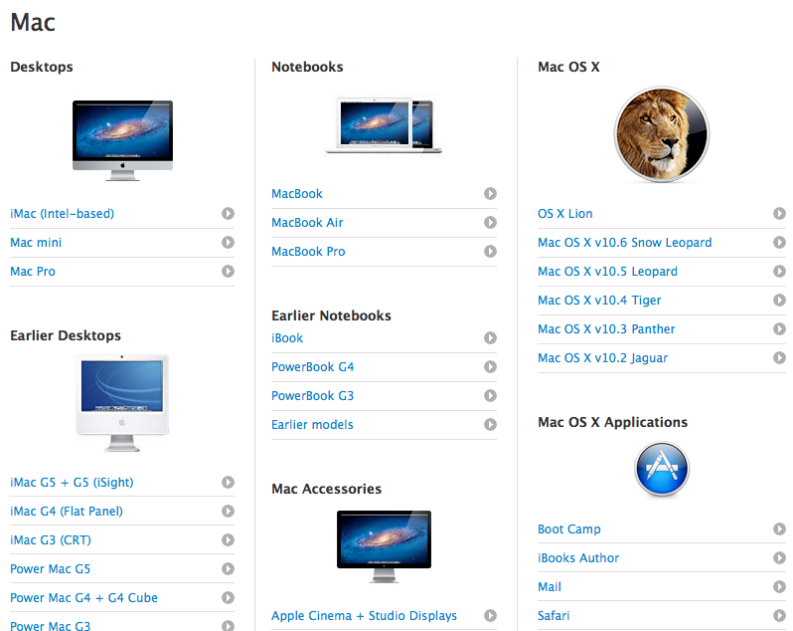 Mac
Desktops
iMac (Intel-based)
Mac mini
Mac Pro
Earlier Desktops
iMac G5 + G5 (iSight)
iMac G4 (Flat Panel)
iMac G3 (CRT)
Power Mac G5
Power Mac G4 + G4 Cube
Power Mac G3
Notebooks
MacBook
MacBook Air
MacBook Pro
Earlier Notebooks
iBook
PowerBook G4
PowerBook G3
Earlier models
Mac Accessories
Apple Cinema + Studio Displays
Mac OS X
OS X Lion
Mac OS X v10.6 Snow Leopard
Mac OS X v10.5 Leopard
Mac OS X v10.4 Tiger
Mac OS X v10.3 Panther
Mac OS X v10.2 Jaguar
Mac OS X Applications
Boot Camp
iBooks Author
Mail
Safari